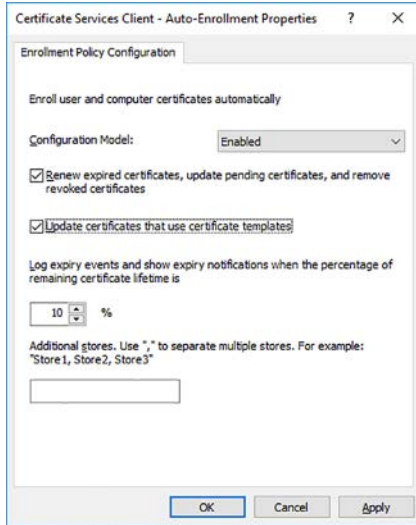 Certificate Services Client - Auto-Enrollment Properties ? ×
Enrollment Policy Configuration
Enroll user and computer certificates automatically
Configuration Model: Enabled
Renew expired certificates, update pending certificates, and remove
revoked certificates
Update certificates that use certificate templates
Log expiry events and show expiry notifications when the percentage of
remaining certificate lifetime is
10 %
Additional stores. Use "," to separate multiple stores. For example:
"Store1, Store2, Store3"
OK Cancel Apply